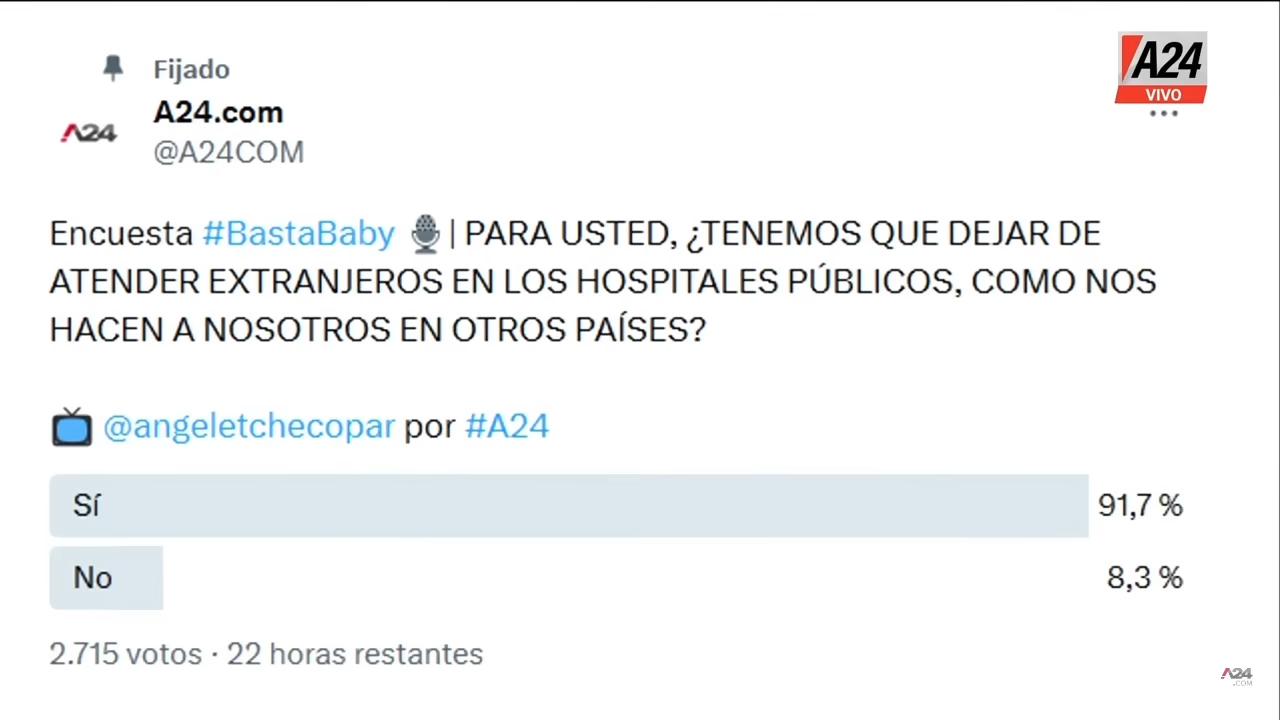 Fijado
A24.com
A24
@A24COM
A24
VIVO
Encuesta #BastaBaby | PARA USTED, ¿TENEMOS QUE DEJAR DE
ATENDER EXTRANJEROS EN LOS HOSPITALES PÚBLICOS, COMO NOS
HACEN A NOSOTROS EN OTROS PAÍSES?
@angeletchecopar por #A24
Sí 91,7 %
No 8,3 %
2.715 votos · 22 horas restantes
A24
.COM